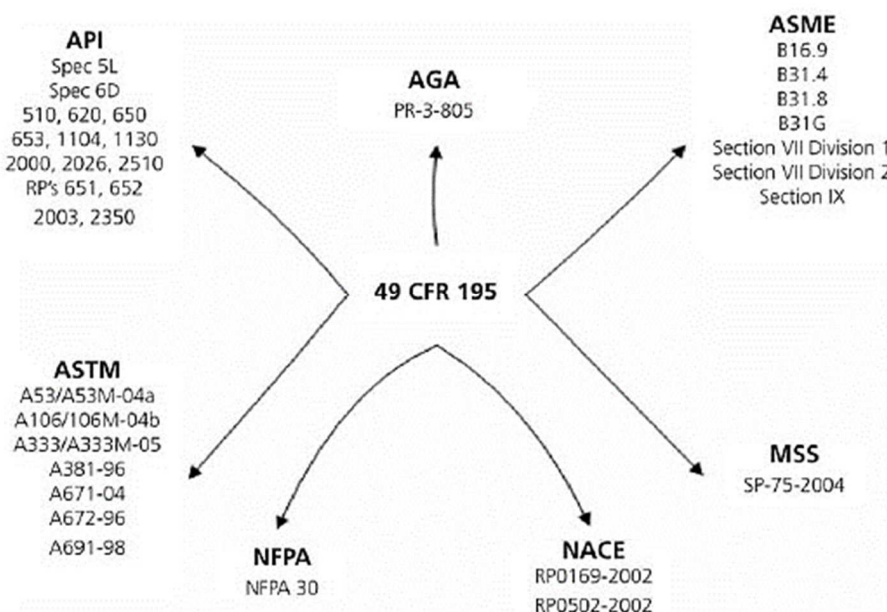 API
Spec 5L
Spec 6D
510, 620, 650
653, 1104, 1130
2000, 2026, 2510
RP's 651, 652
2003, 2350
AGA
PR-3-805
ASME
B16.9
B31.4
B31.8
B31G
Section VII Division 1
Section VII Division 2
Section IX
49 CFR 195
ASTM
A53/A53M-04a
A106/106M-04b
A333/A333M-05
A381-96
A671-04
A672-96
A691-98
NFPA
NFPA 30
NACE
RP0169-2002
RP0502-2002
MSS
SP-75-2004